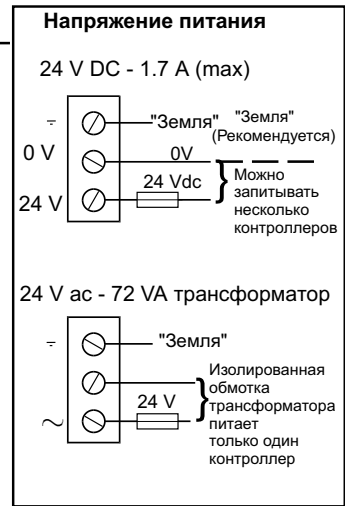 Напряжение питания
24 V DC - 1.7 A (max)
"Земля"
"Земля"
(Рекомендуется)
0 V
0V
24 V
24 Vdc
Можно
запитывать
несколько
контроллеров
24 V ac - 72 VA трансформатор
"Земля"
Изолированная
обмотка
трансформатора
питает
только один
контроллер
24 V
~